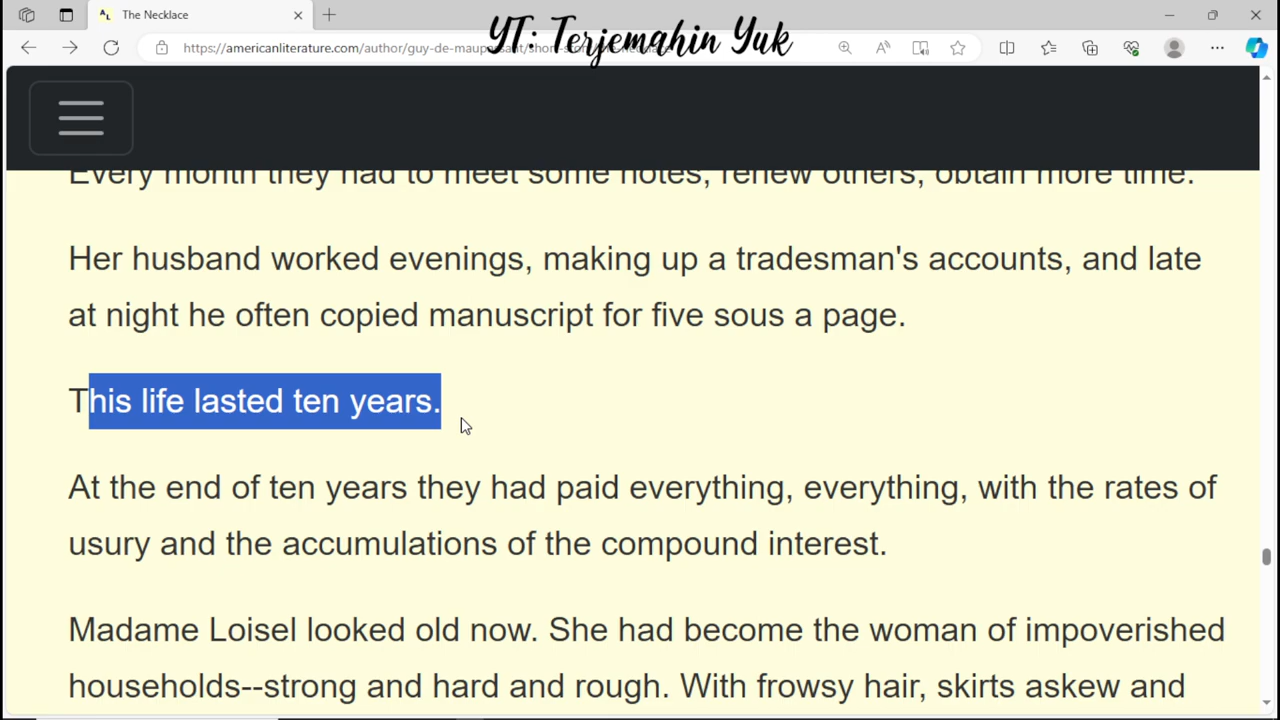 The Necklace
YT: Terjemahin Yuk
https://americanliterature.com/author/guy-de-maupassant/short-story/the-necklace
Every month they had to meet some notes, renew others, obtain more time.
Her husband worked evenings, making up a tradesman's accounts, and late
at night he often copied manuscript for five sous a page.
This life lasted ten years.
At the end of ten years they had paid everything, everything, with the rates of
usury and the accumulations of the compound interest.
Madame Loisel looked old now. She had become the woman of impoverished
households--strong and hard and rough. With frowsy hair, skirts askew and